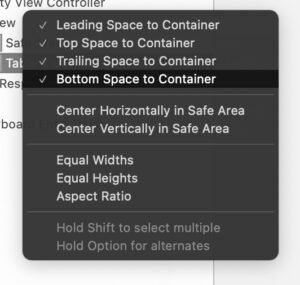 ty View Controller
ew
Saf
Tab
Resp
✓ Leading Space to Container
✓ Top Space to Container
✓ Trailing Space to Container
✓ Bottom Space to Container
Center Horizontally in Safe Area
Center Vertically in Safe Area
Equal Widths
Equal Heights
Aspect Ratio
Hold Shift to select multiple
Hold Option for alternates